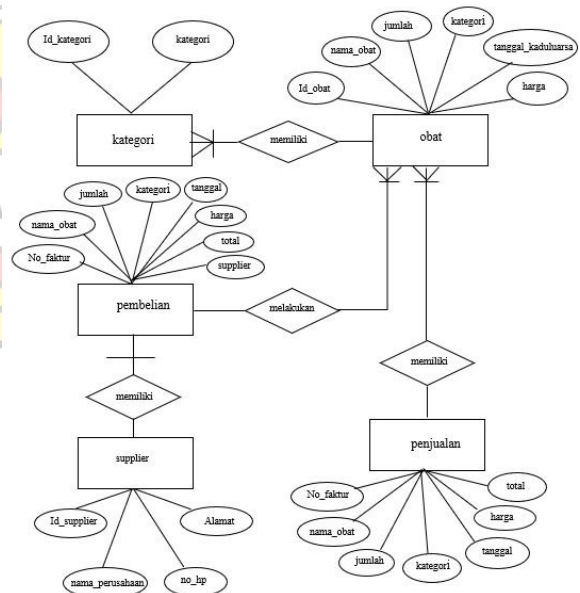 Id_kategori
kategori
nama_obat
jumlah
kategori
tanggal_kaduluarsa
Id_obat
harga
kategori
memiliki
obat
nama_obat
jumlah
kategori
tanggal
harga
total
No_faktur
supplier
pembelian
melakukan
memiliki
memiliki
supplier
penjualan
Id_supplier
nama_perusahaan
no_hp
Alamat
No_faktur
nama_obat
jumlah
kategori
tanggal
harga
total